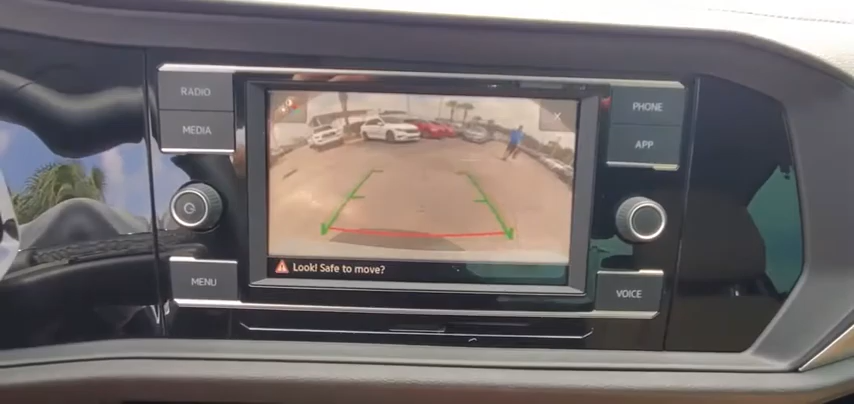 RADIO
MEDIA
MENU
Look! Safe to move?
PHONE
APP
VOICE